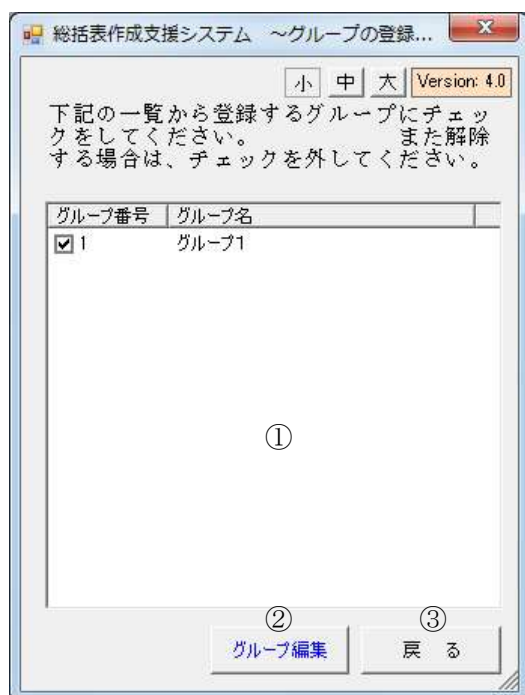 総括表作成支援システム　～グループの登録...
小 中 大 Version: 4.0
下記の一覧から登録するグループにチェッ
クをしてください。　　　　　　また解除
する場合は、チェックを外してください。
グループ番号 グループ名
1 グループ1
①
② ③
グループ編集 戻　る